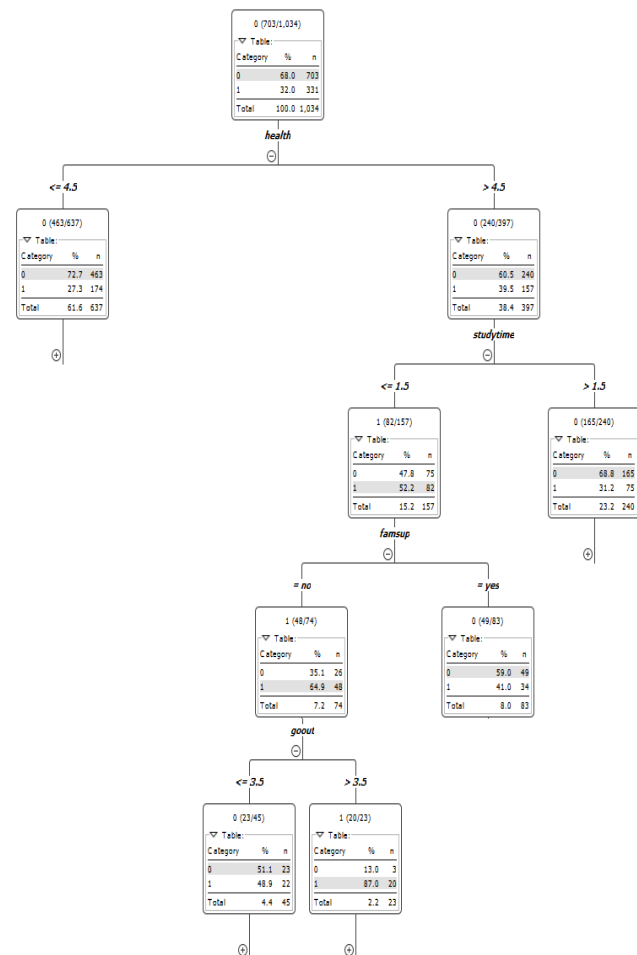 0 (703/1,034)
Table:
Category % n
0 68.0 703
1 32.0 331
Total 100.0 1,034
health
<= 4.5
> 4.5
0 (463/637)
Table:
Category % n
0 72.7 463
1 27.3 174
Total 61.6 637
0 (240/397)
Table:
Category % n
0 60.5 240
1 39.5 157
Total 38.4 397
studytime
<= 1.5
> 1.5
1 (82/157)
Table:
Category % n
0 47.8 75
1 52.2 82
Total 15.2 157
0 (165/240)
Table:
Category % n
0 68.8 165
1 31.2 75
Total 23.2 240
famsup
= no
= yes
1 (48/74)
Table:
Category % n
0 35.1 26
1 64.9 48
Total 7.2 74
0 (49/83)
Table:
Category % n
0 59.0 49
1 41.0 34
Total 8.0 83
goout
<= 3.5
> 3.5
0 (23/45)
Table:
Category % n
0 51.1 23
1 48.9 22
Total 4.4 45
1 (20/23)
Table:
Category % n
0 13.0 3
1 87.0 20
Total 2.2 23